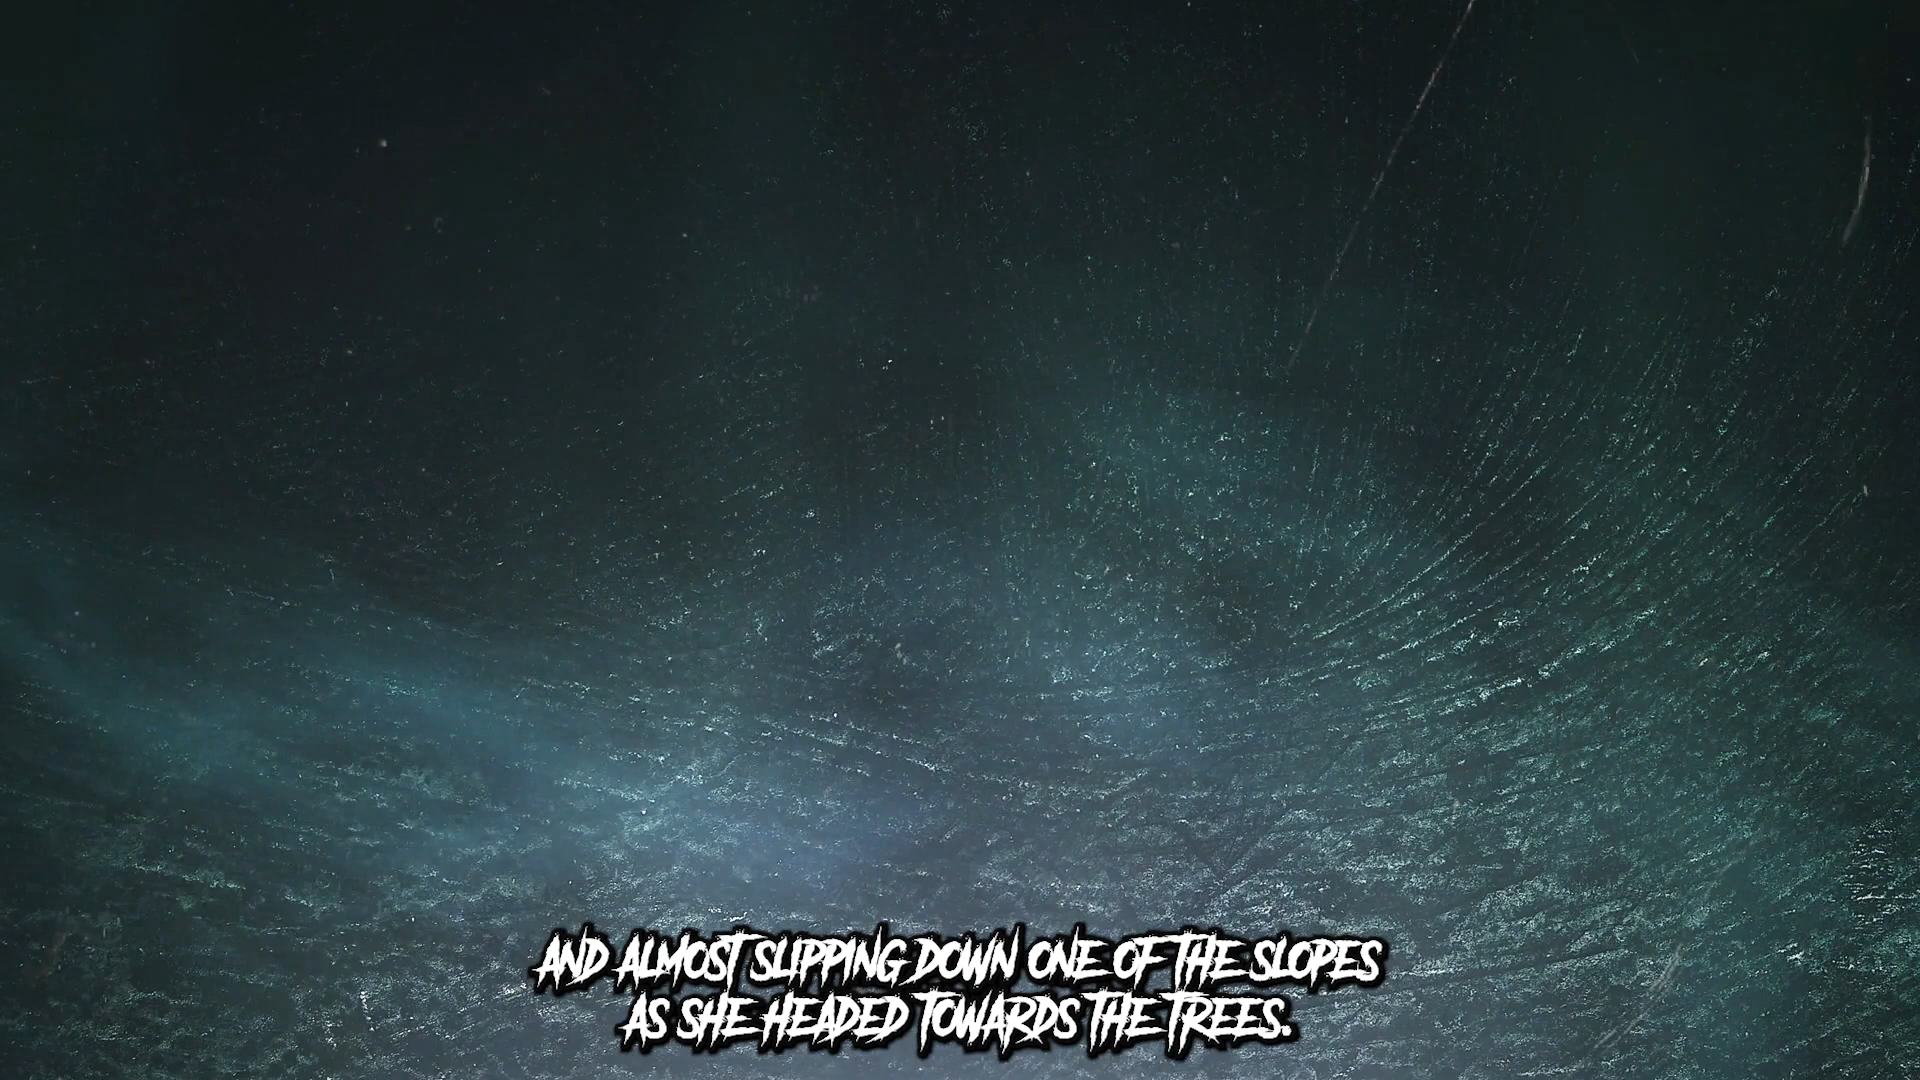 AND ALMOST SLIPPING DOWN ONE OF THE SLOPES
AS SHE HEADED TOWARDS THE TREES.